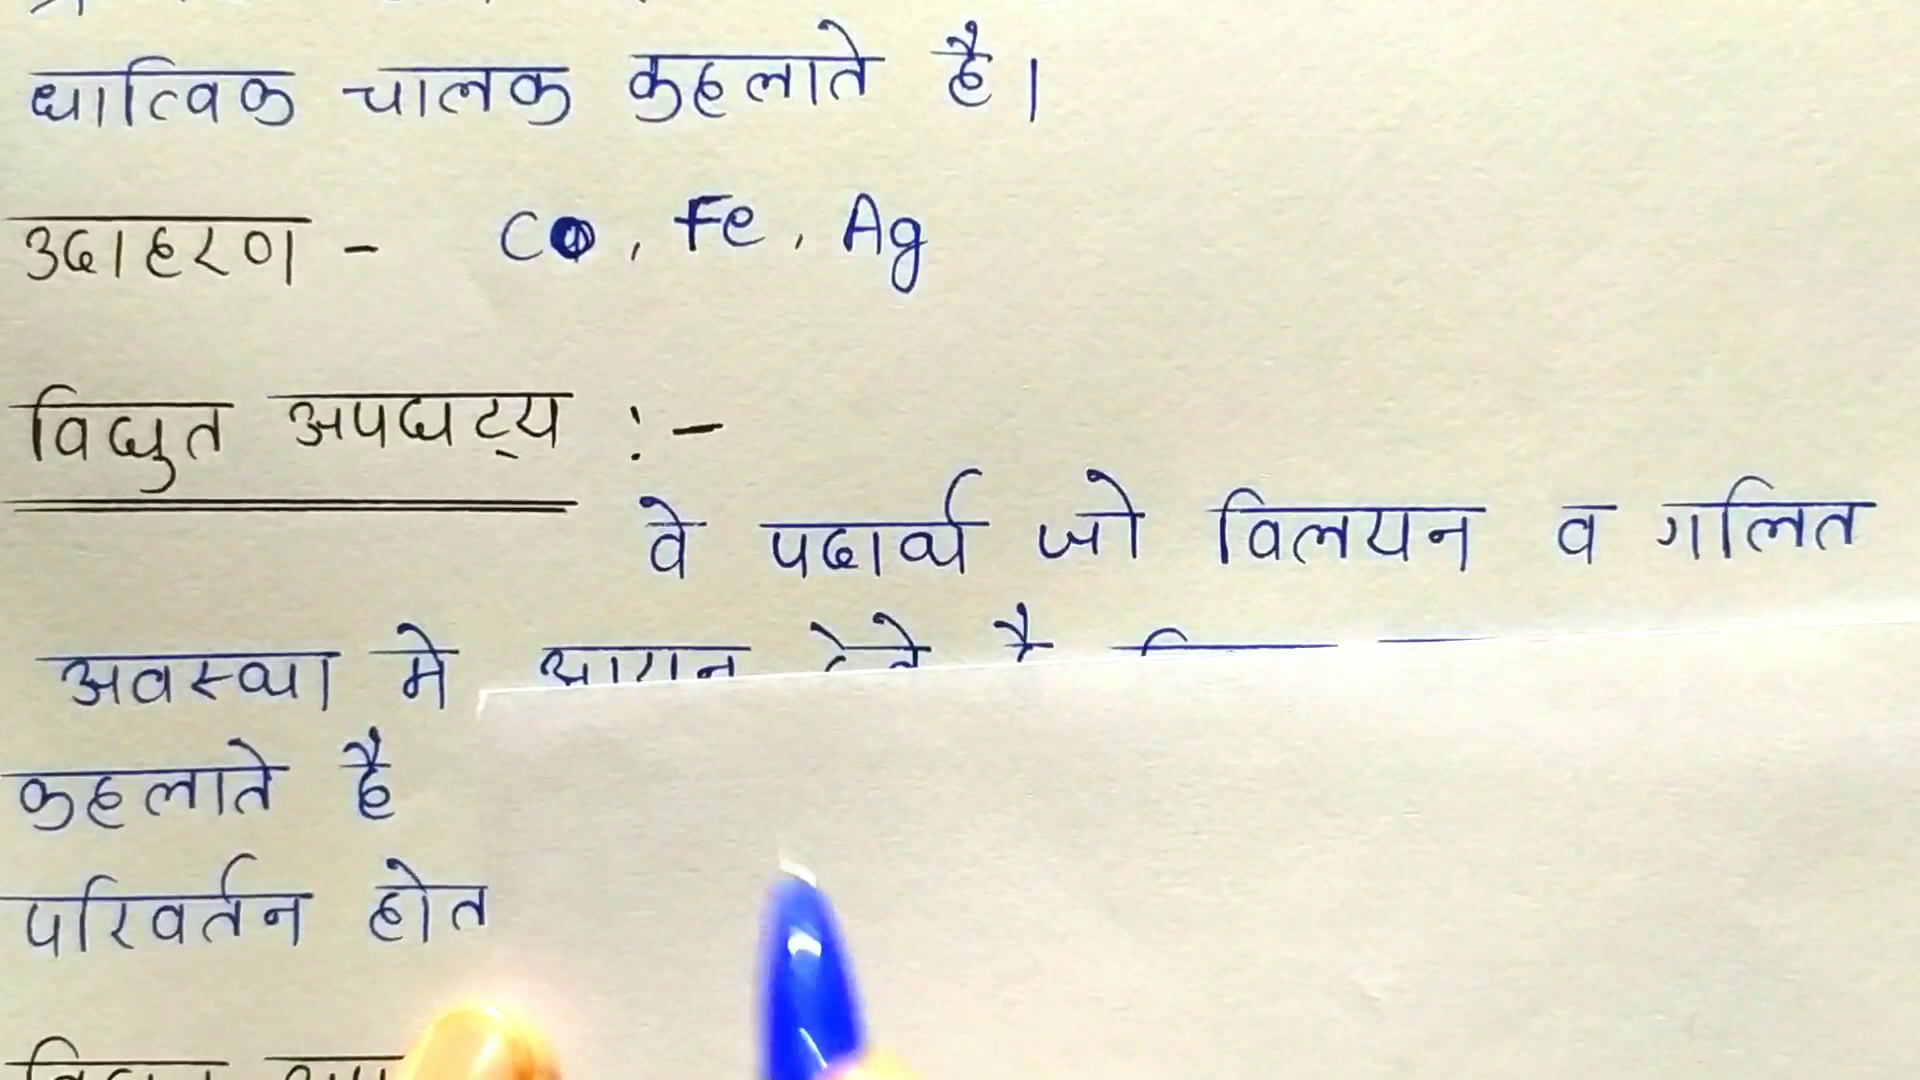 धात्विक चालक कहलाते है।
उदाहरण - Co, Fe, Ag
विद्युत अपघट्य :-
वे पदार्थ जो विलयन व गलित
अवस्था मे
कहलाते है
परिवर्तन होत